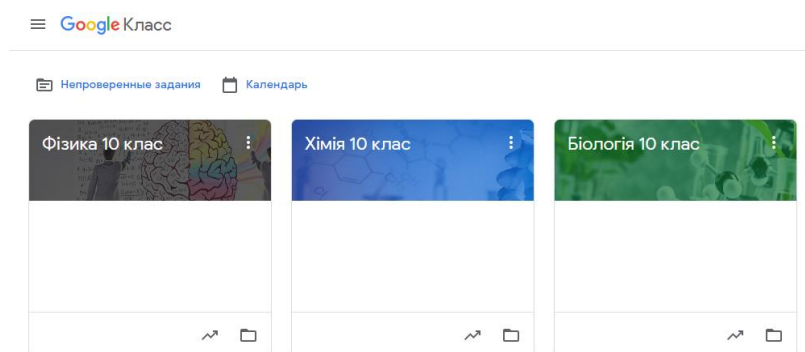 Google Класс
Непроверенные задания Календарь
Фізика 10 клас
Хімія 10 клас
Біологія 10 клас